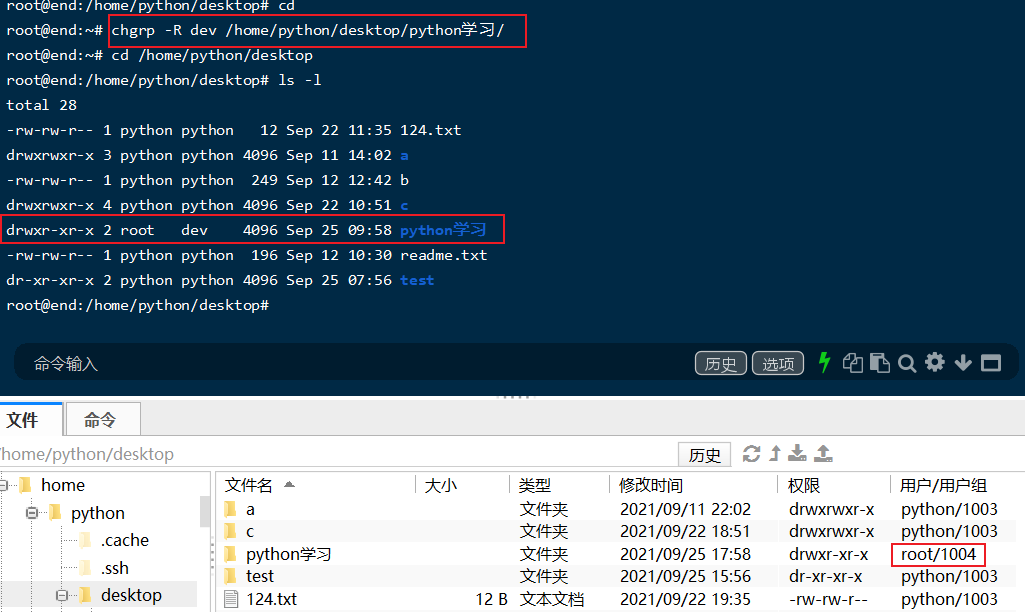 root@end:/home/python/desktop# cd
root@end:~# chgrp -R dev /home/python/desktop/python学习/
root@end:~# cd /home/python/desktop
root@end:/home/python/desktop# ls -l
total 28
-rw-rw-r-- 1 python python   12 Sep 22 11:35 124.txt
drwxrwxr-x 3 python python 4096 Sep 11 14:02 a
-rw-rw-r-- 1 python python  249 Sep 12 12:42 b
drwxrwxr-x 4 python python 4096 Sep 22 10:51 c
drwxr-xr-x 2 root   dev    4096 Sep 25 09:58 python学习
-rw-rw-r-- 1 python python  196 Sep 12 10:30 readme.txt
dr-xr-xr-x 2 python python 4096 Sep 25 07:56 test
root@end:/home/python/desktop#
命令输入 历史 选项
文件 命令
/home/python/desktop 历史
home
python
.cache
.ssh
desktop
文件名 大小 类型 修改时间 权限 用户/用户组
a 文件夹 2021/09/11 22:02 drwxrwxr-x python/1003
c 文件夹 2021/09/22 18:51 drwxrwxr-x python/1003
python学习 文件夹 2021/09/25 17:58 drwxr-xr-x root/1004
test 文件夹 2021/09/25 15:56 dr-xr-xr-x python/1003
124.txt 12 B 文本文档 2021/09/22 19:35 -rw-rw-r-- python/1003